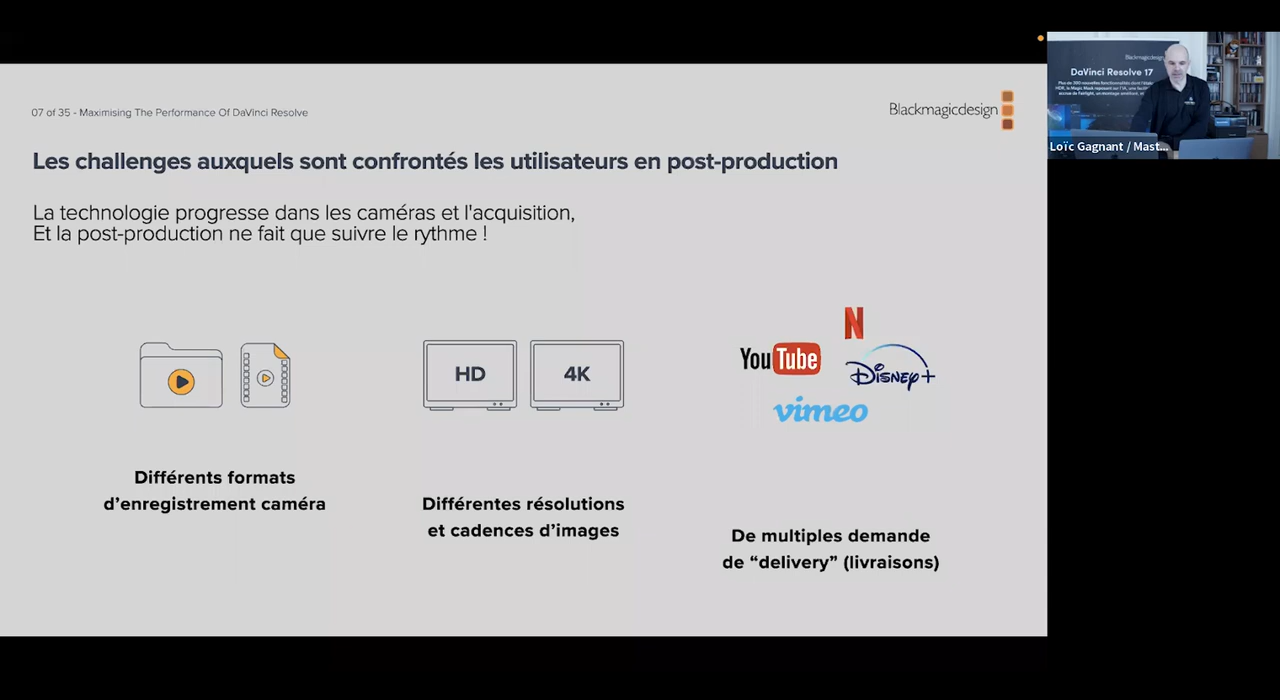 07 of 35 - Maximising The Performance Of DaVinci Resolve
Blackmagicdesign
Les challenges auxquels sont confrontés les utilisateurs en post-production
La technologie progresse dans les caméras et l'acquisition,
Et la post-production ne fait que suivre le rythme !
HD
4K
N
YouTube
Disney+
vimeo
Différents formats
d’enregistrement caméra
Différentes résolutions
et cadences d’images
De multiples demande
de “delivery” (livraisons)
Blackmagicdesign
DaVinci Resolve 17
Loïc Gagnant / Mast...